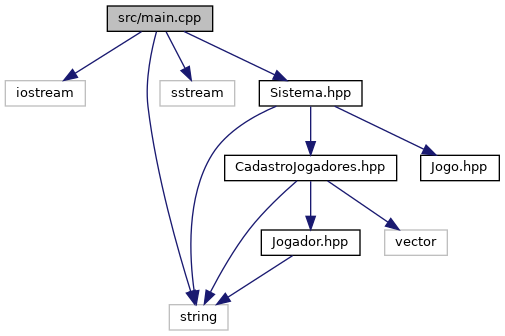 src/main.cpp
iostream
sstream
Sistema.hpp
CadastroJogadores.hpp
Jogo.hpp
Jogador.hpp
vector
string